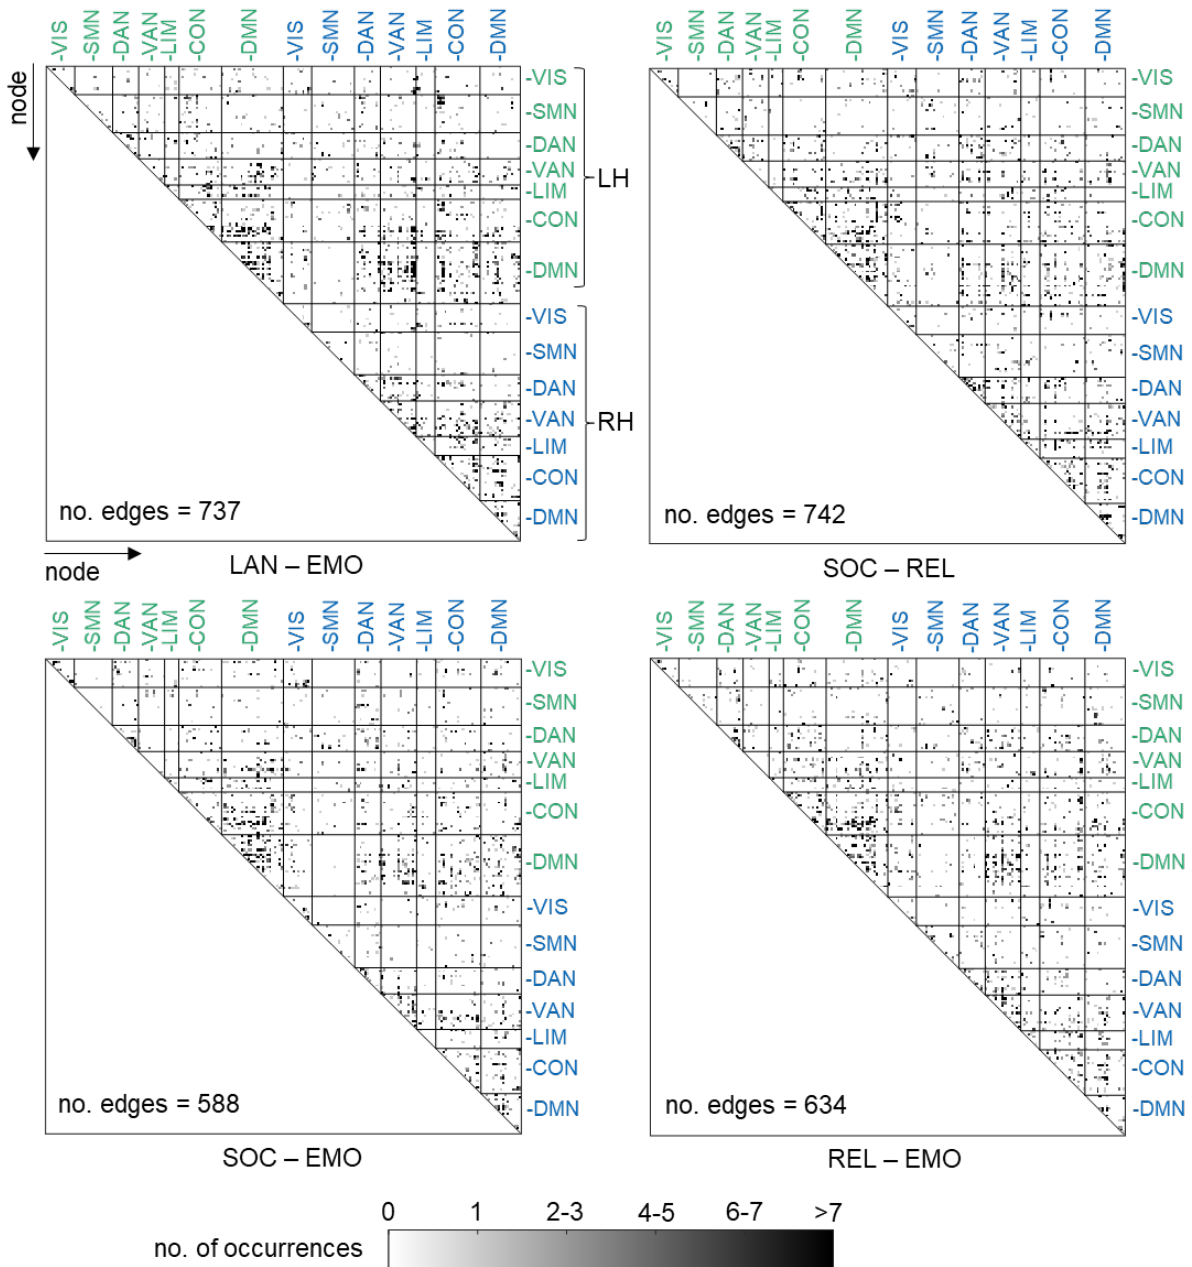 -VIS -SMN -DAN -VAN -LIM -CON -DMN -VIS -SMN -DAN -VAN -LIM -CON -DMN
node
-VIS
-SMN
-DAN
-VAN
-LIM
-CON
-DMN
LH
-VIS
-SMN
-DAN
-VAN
-LIM
-CON
-DMN
RH
no. edges = 737
node
LAN – EMO
-VIS -SMN -DAN -VAN -LIM -CON -DMN -VIS -SMN -DAN -VAN -LIM -CON -DMN
-VIS
-SMN
-DAN
-VAN
-LIM
-CON
-DMN
-VIS
-SMN
-DAN
-VAN
-LIM
-CON
-DMN
no. edges = 742
SOC – REL
-VIS -SMN -DAN -VAN -LIM -CON -DMN -VIS -SMN -DAN -VAN -LIM -CON -DMN
-VIS
-SMN
-DAN
-VAN
-LIM
-CON
-DMN
-VIS
-SMN
-DAN
-VAN
-LIM
-CON
-DMN
no. edges = 588
SOC – EMO
-VIS -SMN -DAN -VAN -LIM -CON -DMN -VIS -SMN -DAN -VAN -LIM -CON -DMN
-VIS
-SMN
-DAN
-VAN
-LIM
-CON
-DMN
-VIS
-SMN
-DAN
-VAN
-LIM
-CON
-DMN
no. edges = 634
REL – EMO
0 1 2-3 4-5 6-7 >7
no. of occurrences